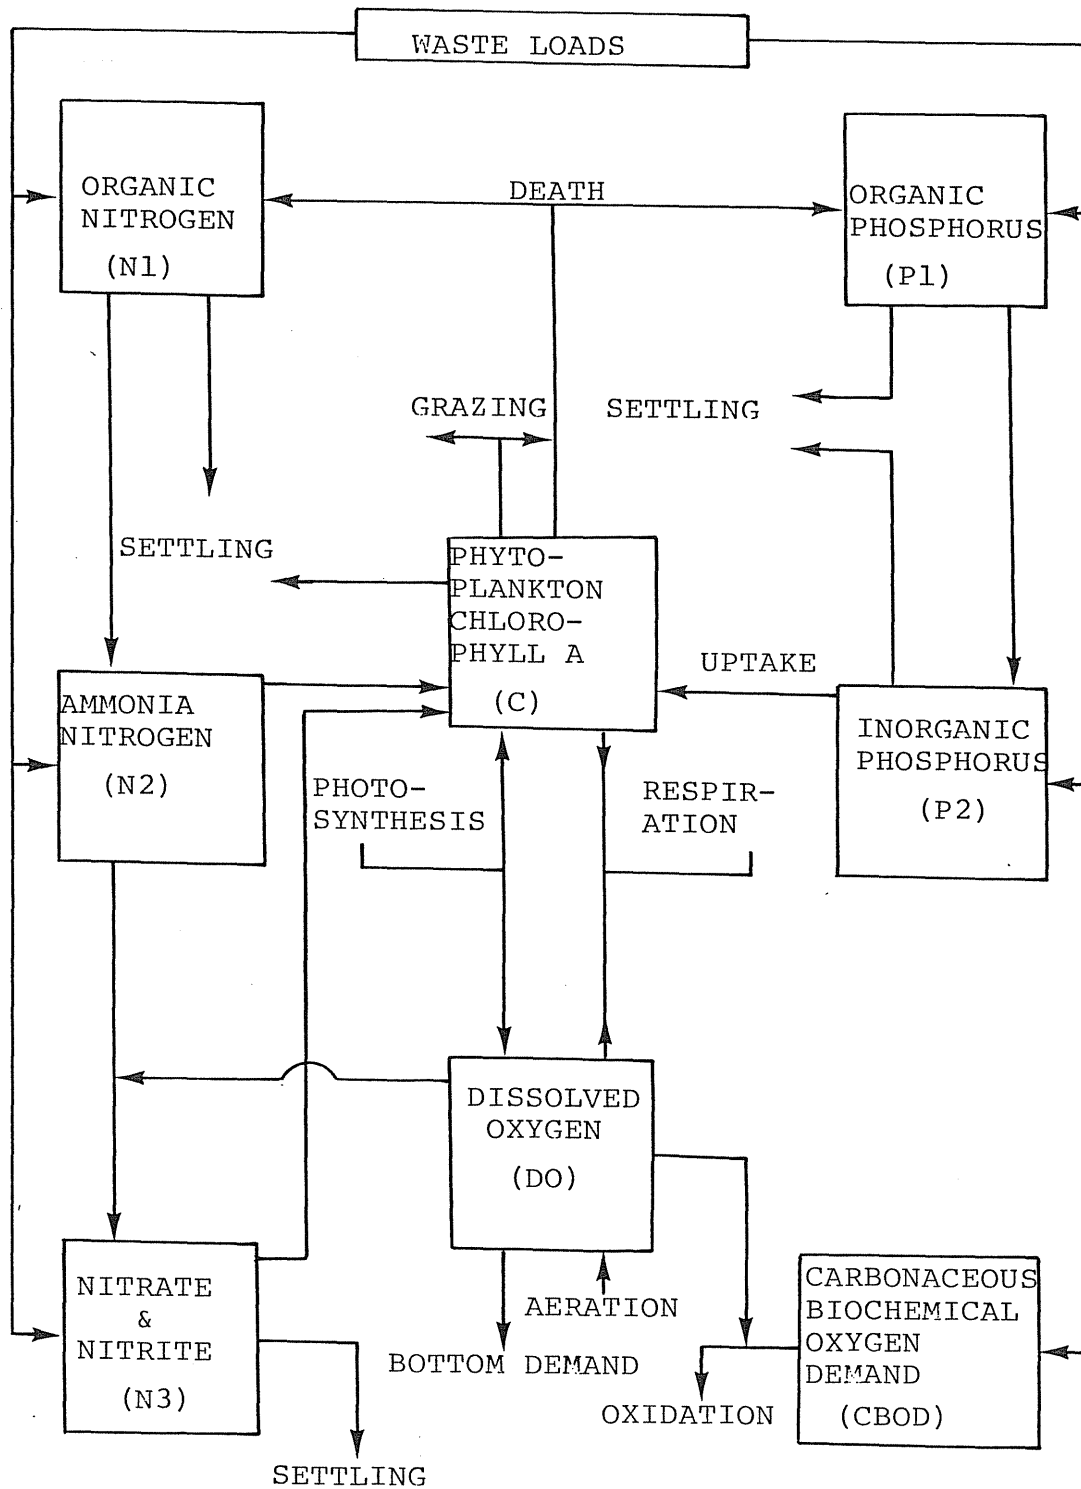 WASTE LOADS
ORGANIC
NITROGEN
(N1)
DEATH
ORGANIC
PHOSPHORUS
(P1)
GRAZING
SETTLING
SETTLING
PHYTO-
PLANKTON
CHLORO-
PHYLL A
(C)
UPTAKE
AMMONIA
NITROGEN
(N2)
INORGANIC
PHOSPHORUS
(P2)
PHOTO-
SYNTHESIS
RESPIR-
ATION
DISSOLVED
OXYGEN
(DO)
NITRATE
&
NITRITE
(N3)
AERATION
BOTTOM DEMAND
CARBONACEOUS
BIOCHEMICAL
OXYGEN
DEMAND
(CBOD)
OXIDATION
SETTLING